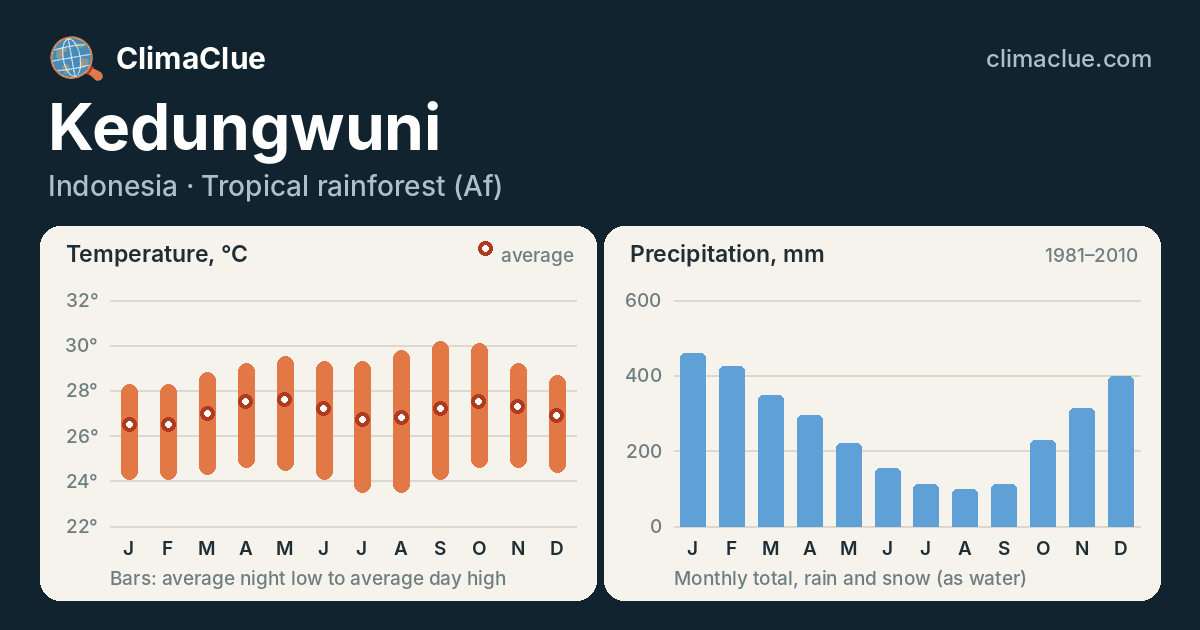 ClimaClue
climaclue.com
Kedungwuni
Indonesia · Tropical rainforest (Af)
Temperature, °C
average
32°
30°
28°
26°
24°
22°
J F M A M J J A S O N D
Bars: average night low to average day high
Precipitation, mm
1981–2010
600
400
200
0
J F M A M J J A S O N D
Monthly total, rain and snow (as water)